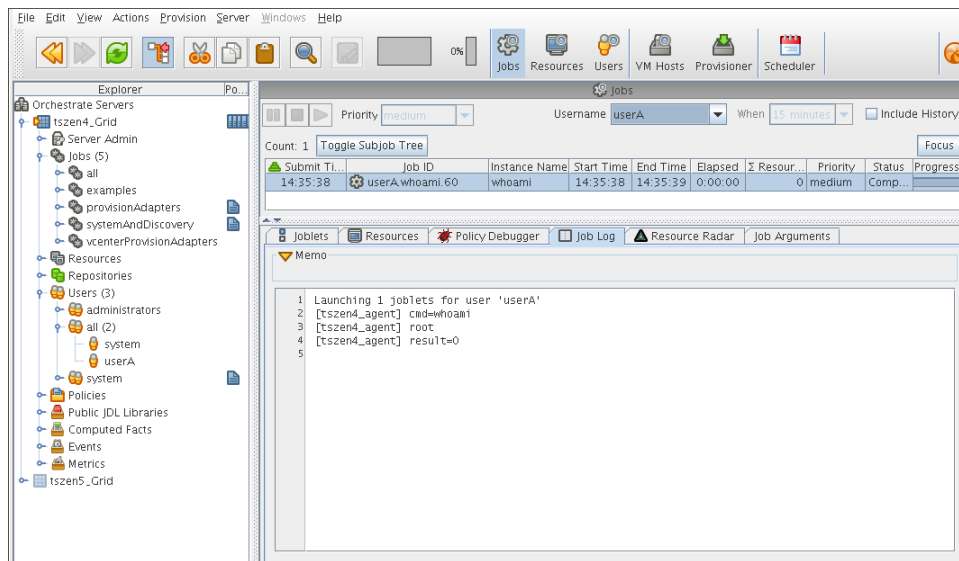 File Edit View Actions Provision Server Windows Help
0%
Jobs Resources Users VM Hosts Provisioner Scheduler
Explorer Po...
Orchestrate Servers
tszen4_Grid
Server Admin
Jobs (5)
all
examples
provisionAdapters
systemAndDiscovery
vcenterProvisionAdapters
Resources
Repositories
Users (3)
administrators
all (2)
system
userA
system
Policies
Public JDL Libraries
Computed Facts
Events
Metrics
tszen5_Grid
Jobs
Priority medium Username userA When 15 minutes Include History
Count: 1 Toggle Subjob Tree Focus
Submit Ti... Job ID Instance Name Start Time End Time Elapsed Σ Resour... Priority Status Progress
14:35:38 userA.whoami.60 whoami 14:35:38 14:35:39 0:00:00 0 medium Comp...
Joblets Resources Policy Debugger Job Log Resource Radar Job Arguments
Memo
1 Launching 1 joblets for user 'userA'
2 [tszen4_agent] cmd=whoami
3 [tszen4_agent] root
4 [tszen4_agent] result=0
5